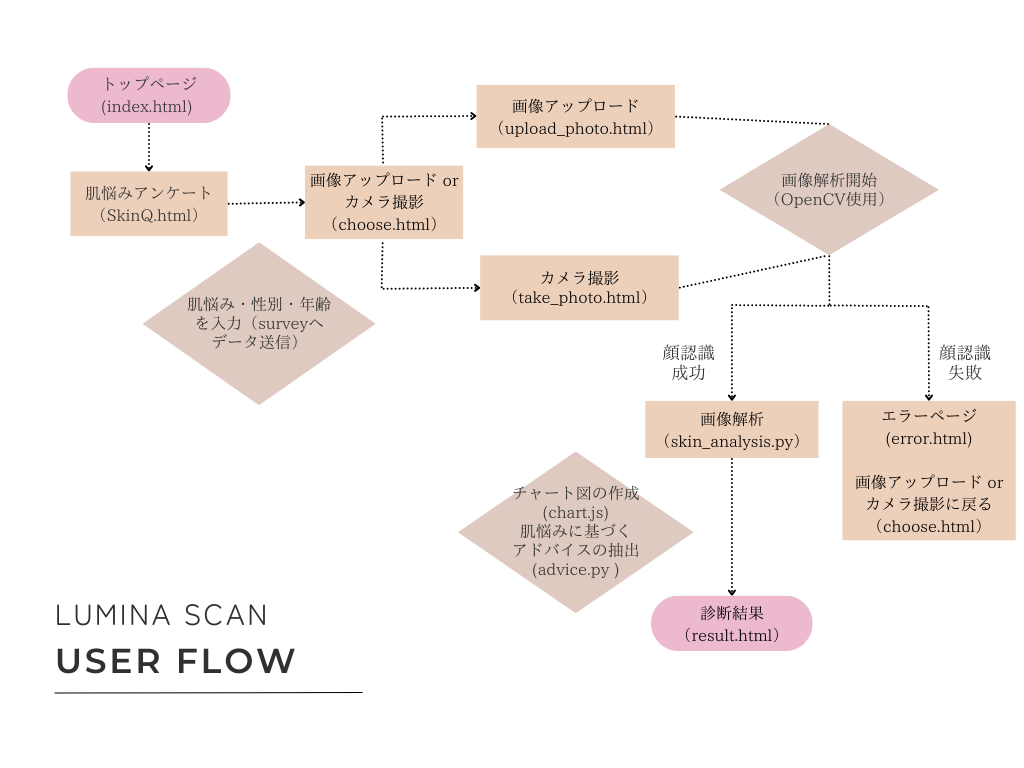 トップページ
(index.html)
肌悩みアンケート
（SkinQ.html）
画像アップロード or
カメラ撮影
（choose.html）
肌悩み・性別・年齢
を入力（surveyへ
データ送信）
画像アップロード
（upload_photo.html）
カメラ撮影
（take_photo.html）
画像解析開始
（OpenCV使用）
顔認識
成功
顔認識
失敗
画像解析
（skin_analysis.py）
エラーページ
(error.html)
画像アップロード or
カメラ撮影に戻る
（choose.html）
チャート図の作成
(chart.js)
肌悩みに基づく
アドバイスの抽出
(advice.py )
診断結果
（result.html）
LUMINA SCAN
USER FLOW